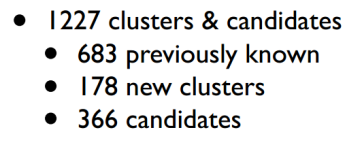 • 1227 clusters & candidates
• 683 previously known
• 178 new clusters
• 366 candidates